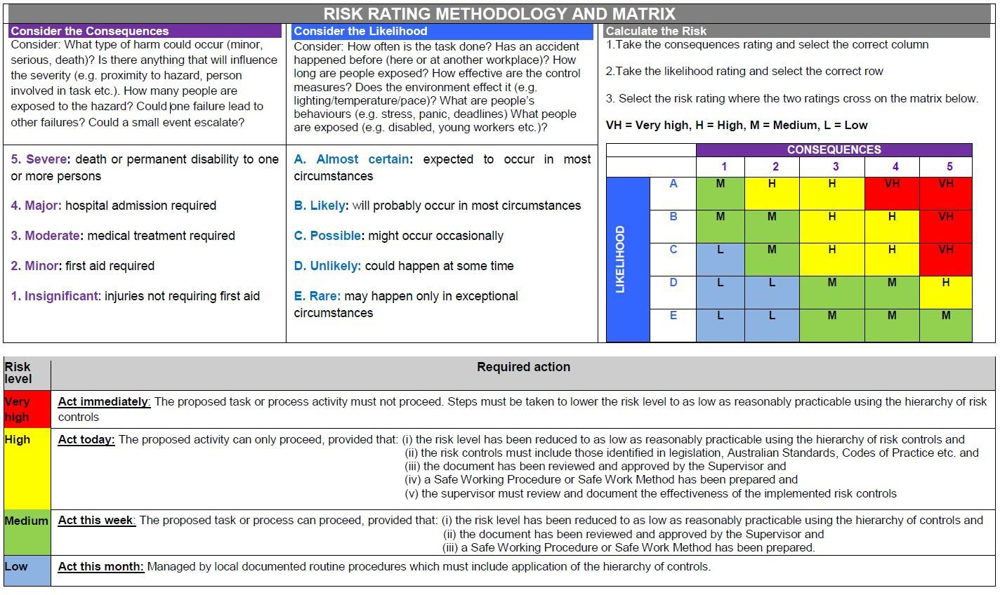 RISK RATING METHODOLOGY AND MATRIX
Consider the Consequences
Consider: What type of harm could occur (minor,
serious, death)? Is there anything that will influence
the severity (e.g. proximity to hazard, person
involved in task etc.). How many people are
exposed to the hazard? Could one failure lead to
other failures? Could a small event escalate?
Consider the Likelihood
Consider: How often is the task done? Has an accident
happened before (here or at another workplace)? How
long are people exposed? How effective are the control
measures? Does the environment effect it (e.g.
lighting/temperature/pace)? What are people's
behaviours (e.g. stress, panic, deadlines) What people
are exposed (e.g. disabled, young workers etc.)?
Calculate the Risk
1.Take the consequences rating and select the correct column
2.Take the likelihood rating and select the correct row
3. Select the risk rating where the two ratings cross on the matrix below.
VH = Very high, H = High, M = Medium, L = Low
5. Severe: death or permanent disability to one
or more persons
4. Major: hospital admission required
3. Moderate: medical treatment required
2. Minor: first aid required
1. Insignificant: injuries not requiring first aid
A. Almost certain: expected to occur in most
circumstances
B. Likely: will probably occur in most circumstances
C. Possible: might occur occasionally
D. Unlikely: could happen at some time
E. Rare: may happen only in exceptional
circumstances
CONSEQUENCES
1 2 3 4 5
LIKELIHOOD
A M H H VH VH
B M M H H VH
C L M H H VH
D L L M M H
E L L M M M
Risk
level
Required action
Very
high
Act immediately: The proposed task or process activity must not proceed. Steps must be taken to lower the risk level to as low as reasonably practicable using the hierarchy of risk
controls
High
Act today: The proposed activity can only proceed, provided that: (i) the risk level has been reduced to as low as reasonably practicable using the hierarchy of risk controls and
(ii) the risk controls must include those identified in legislation, Australian Standards, Codes of Practice etc. and
(iii) the document has been reviewed and approved by the Supervisor and
(iv) a Safe Working Procedure or Safe Work Method has been prepared and
(v) the supervisor must review and document the effectiveness of the implemented risk controls
Medium
Act this week: The proposed task or process can proceed, provided that: (i) the risk level has been reduced to as low as reasonably practicable using the hierarchy of controls and
(ii) the document has been reviewed and approved by the Supervisor and
(iii) a Safe Working Procedure or Safe Work Method has been prepared.
Low
Act this month: Managed by local documented routine procedures which must include application of the hierarchy of controls.